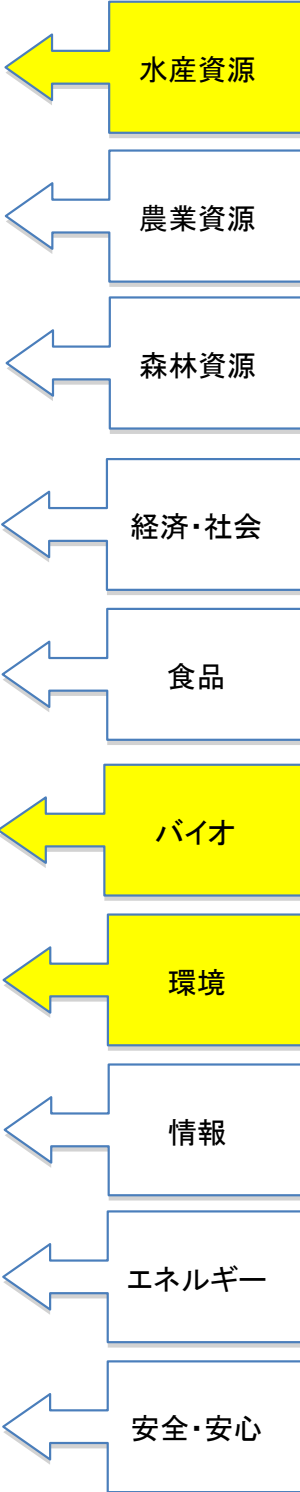 水産資源
農業資源
森林資源
経済・社会
食品
バイオ
環境
情報
エネルギー
安全・安心